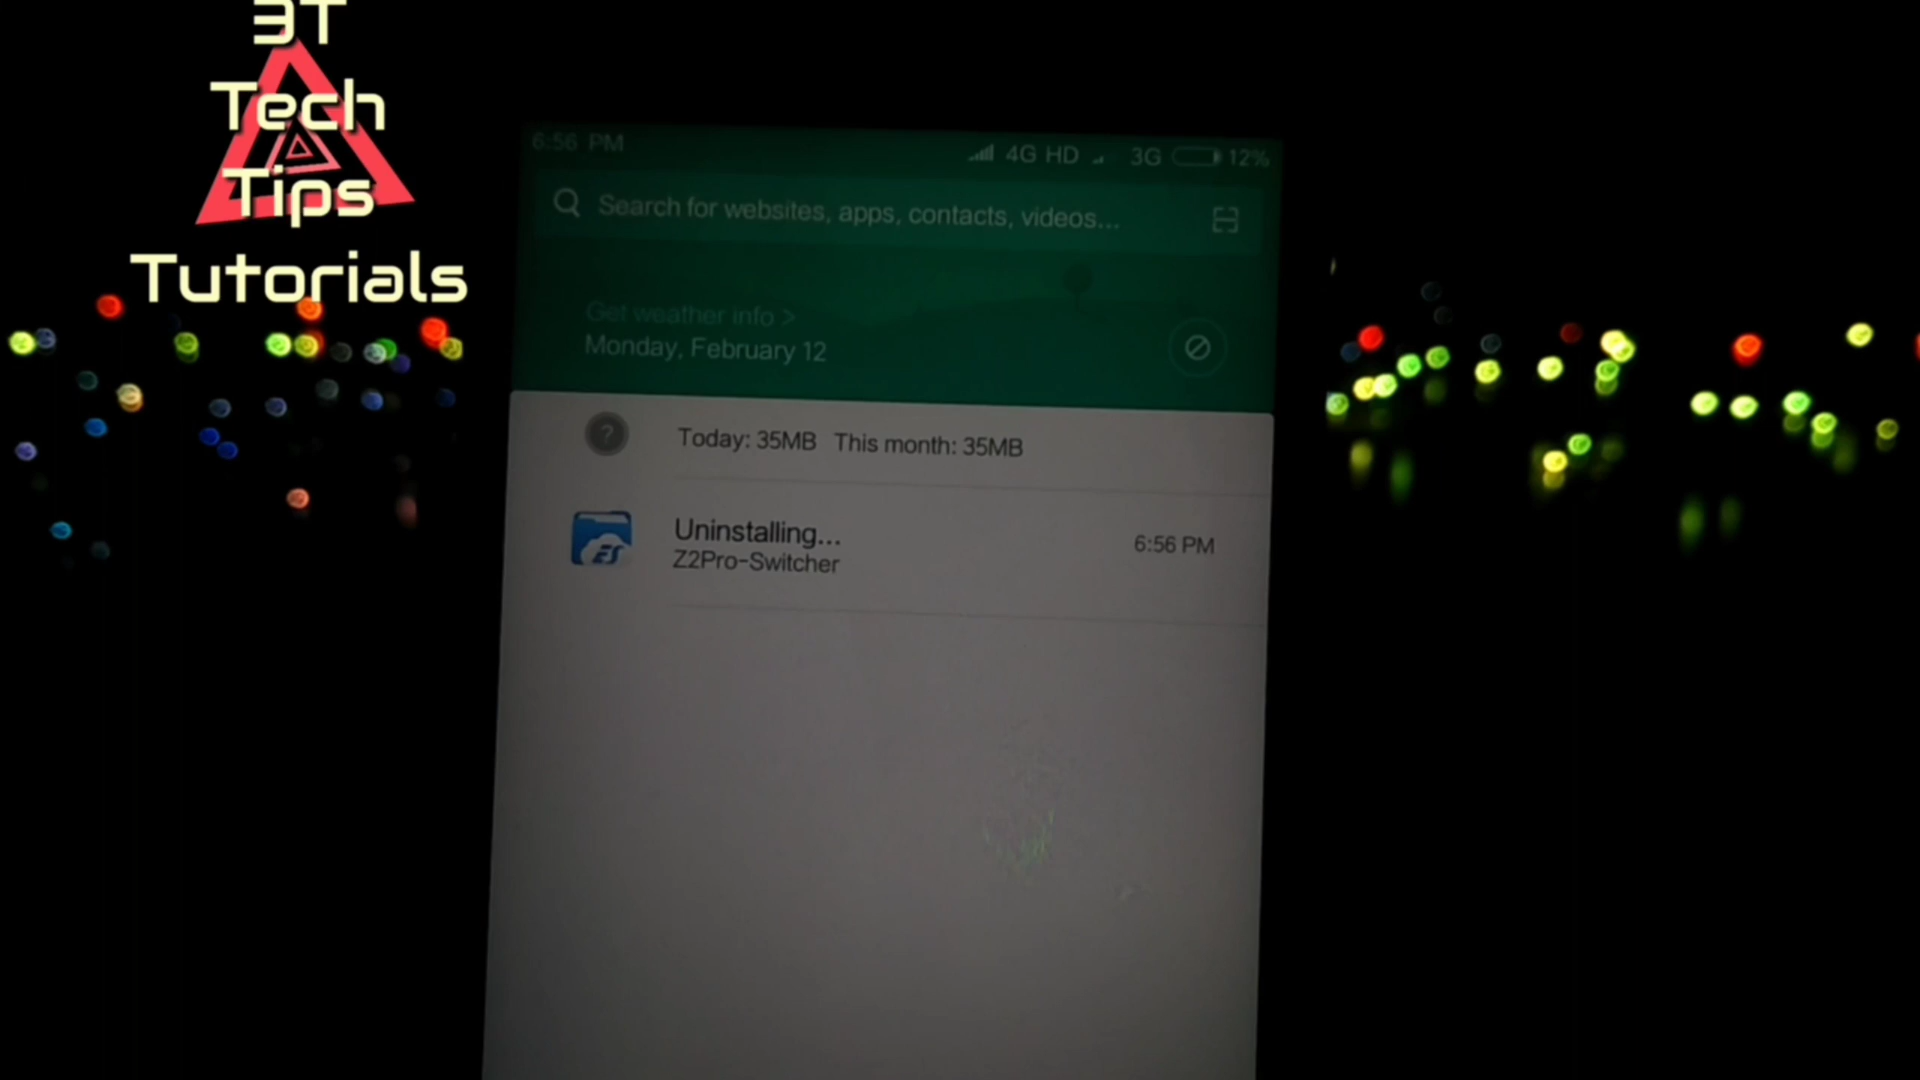 3T
Tech
Tips
Tutorials
6:56 PM
4G HD 3G 12%
Search for websites, apps, contacts, videos...
Get weather info >
Monday, February 12
Today: 35MB This month: 35MB
Uninstalling...
Z2Pro-Switcher
6:56 PM
ES